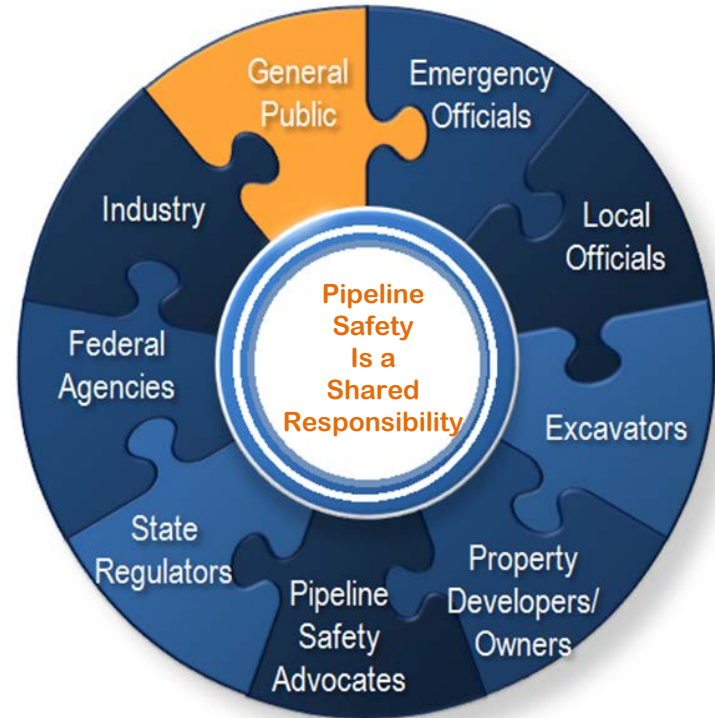 General
Public
Emergency
Officials
Local
Officials
Excavators
Property
Developers/
Owners
Pipeline
Safety
Advocates
State
Regulators
Federal
Agencies
Industry
Pipeline
Safety
Is a
Shared
Responsibility